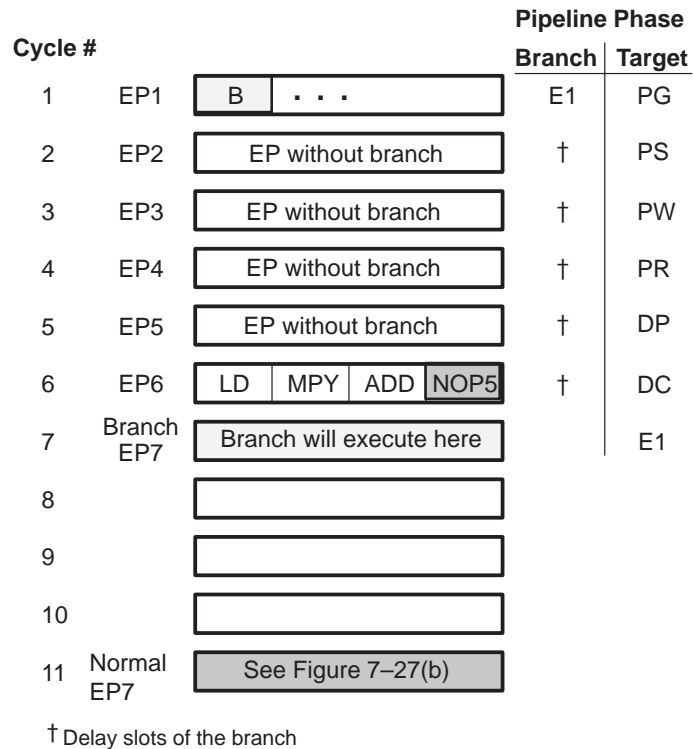 Pipeline Phase
Cycle #
Branch Target
1 EP1 B . . . E1 PG
2 EP2 EP without branch † PS
3 EP3 EP without branch † PW
4 EP4 EP without branch † PR
5 EP5 EP without branch † DP
6 EP6 LD MPY ADD NOP5 † DC
7 Branch EP7 Branch will execute here E1
8
9
10
11 Normal EP7 See Figure 7–27(b)
† Delay slots of the branch